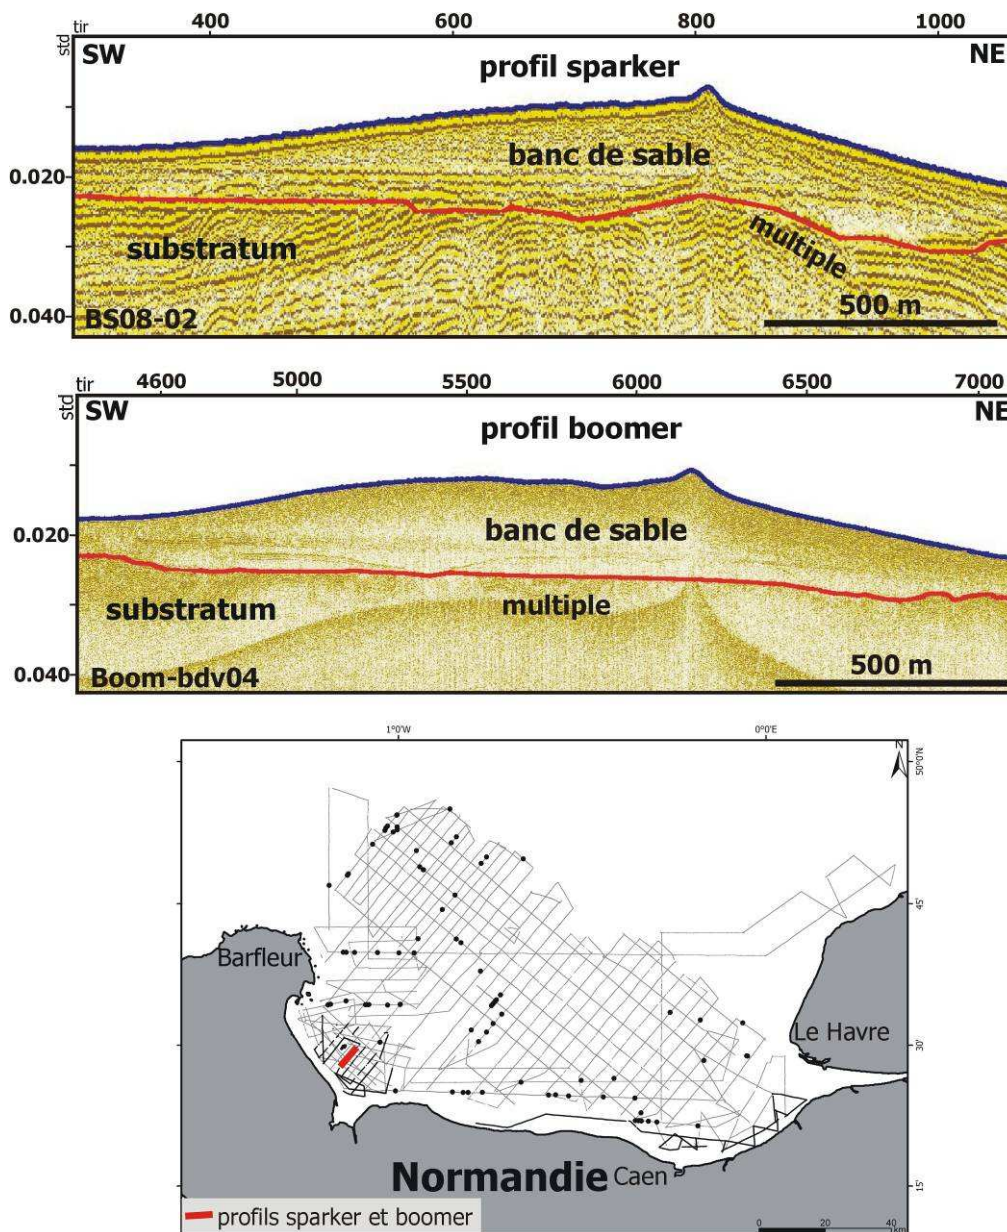 tir 400 600 800 1000
std
SW NE
profil sparker
banc de sable
0.020
substratum
multiple
500 m
0.040
BS08-02
tir 4600 5000 5500 6000 6500 7000
std
SW NE
profil boomer
banc de sable
0.020
substratum
multiple
500 m
0.040
Boom-bdv04
1°0'W 0°0'E
N
50°0'N
45'
Barfleur
Le Havre
30'
Normandie
Caen
15'
profils sparker et boomer
0 10 20 40 km